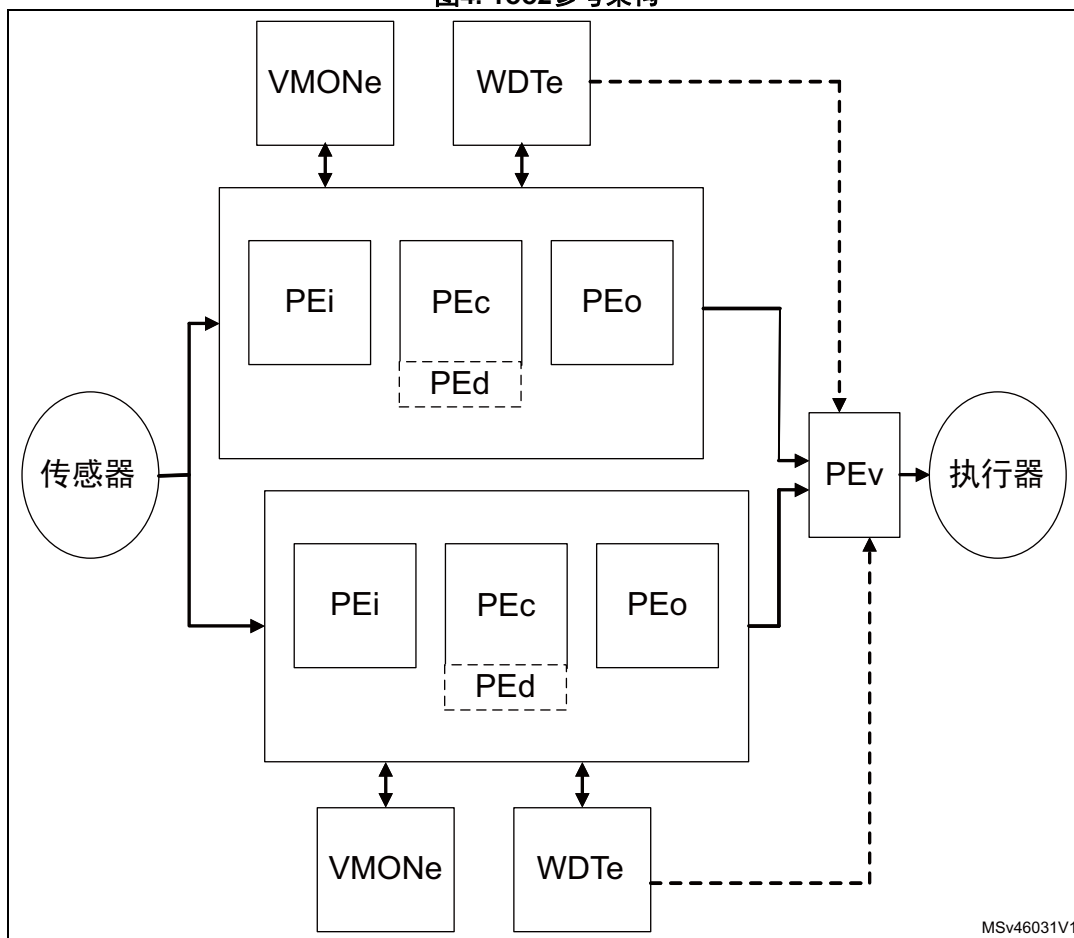 VMONe
WDTe
PEi
PEc
PEo
PEd
传感器
PEv
执行器
PEi
PEc
PEo
PEd
VMONe
WDTe
MSv46031V1